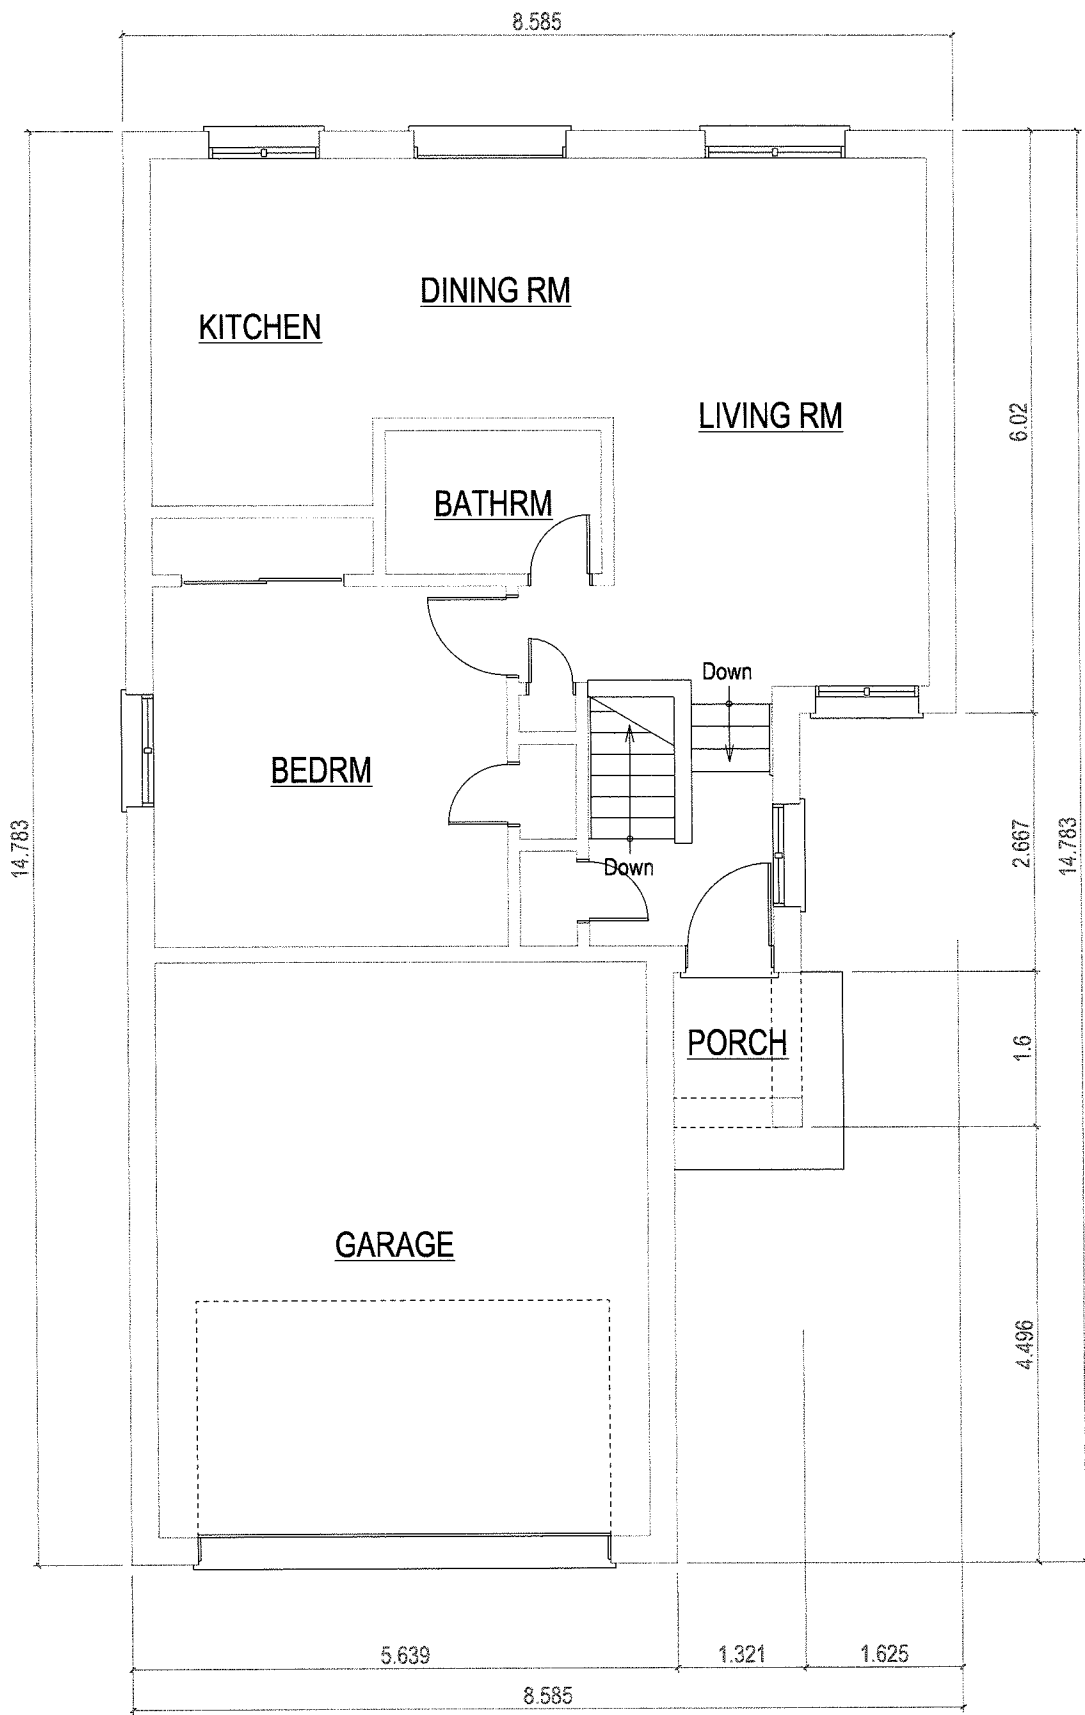 8.585
DINING RM
KITCHEN
LIVING RM
6.02
BATHRM
Down
BEDRM
14.783
2.667
14.783
Down
PORCH
1.6
GARAGE
4.496
5.639
1.321
1.625
8.585